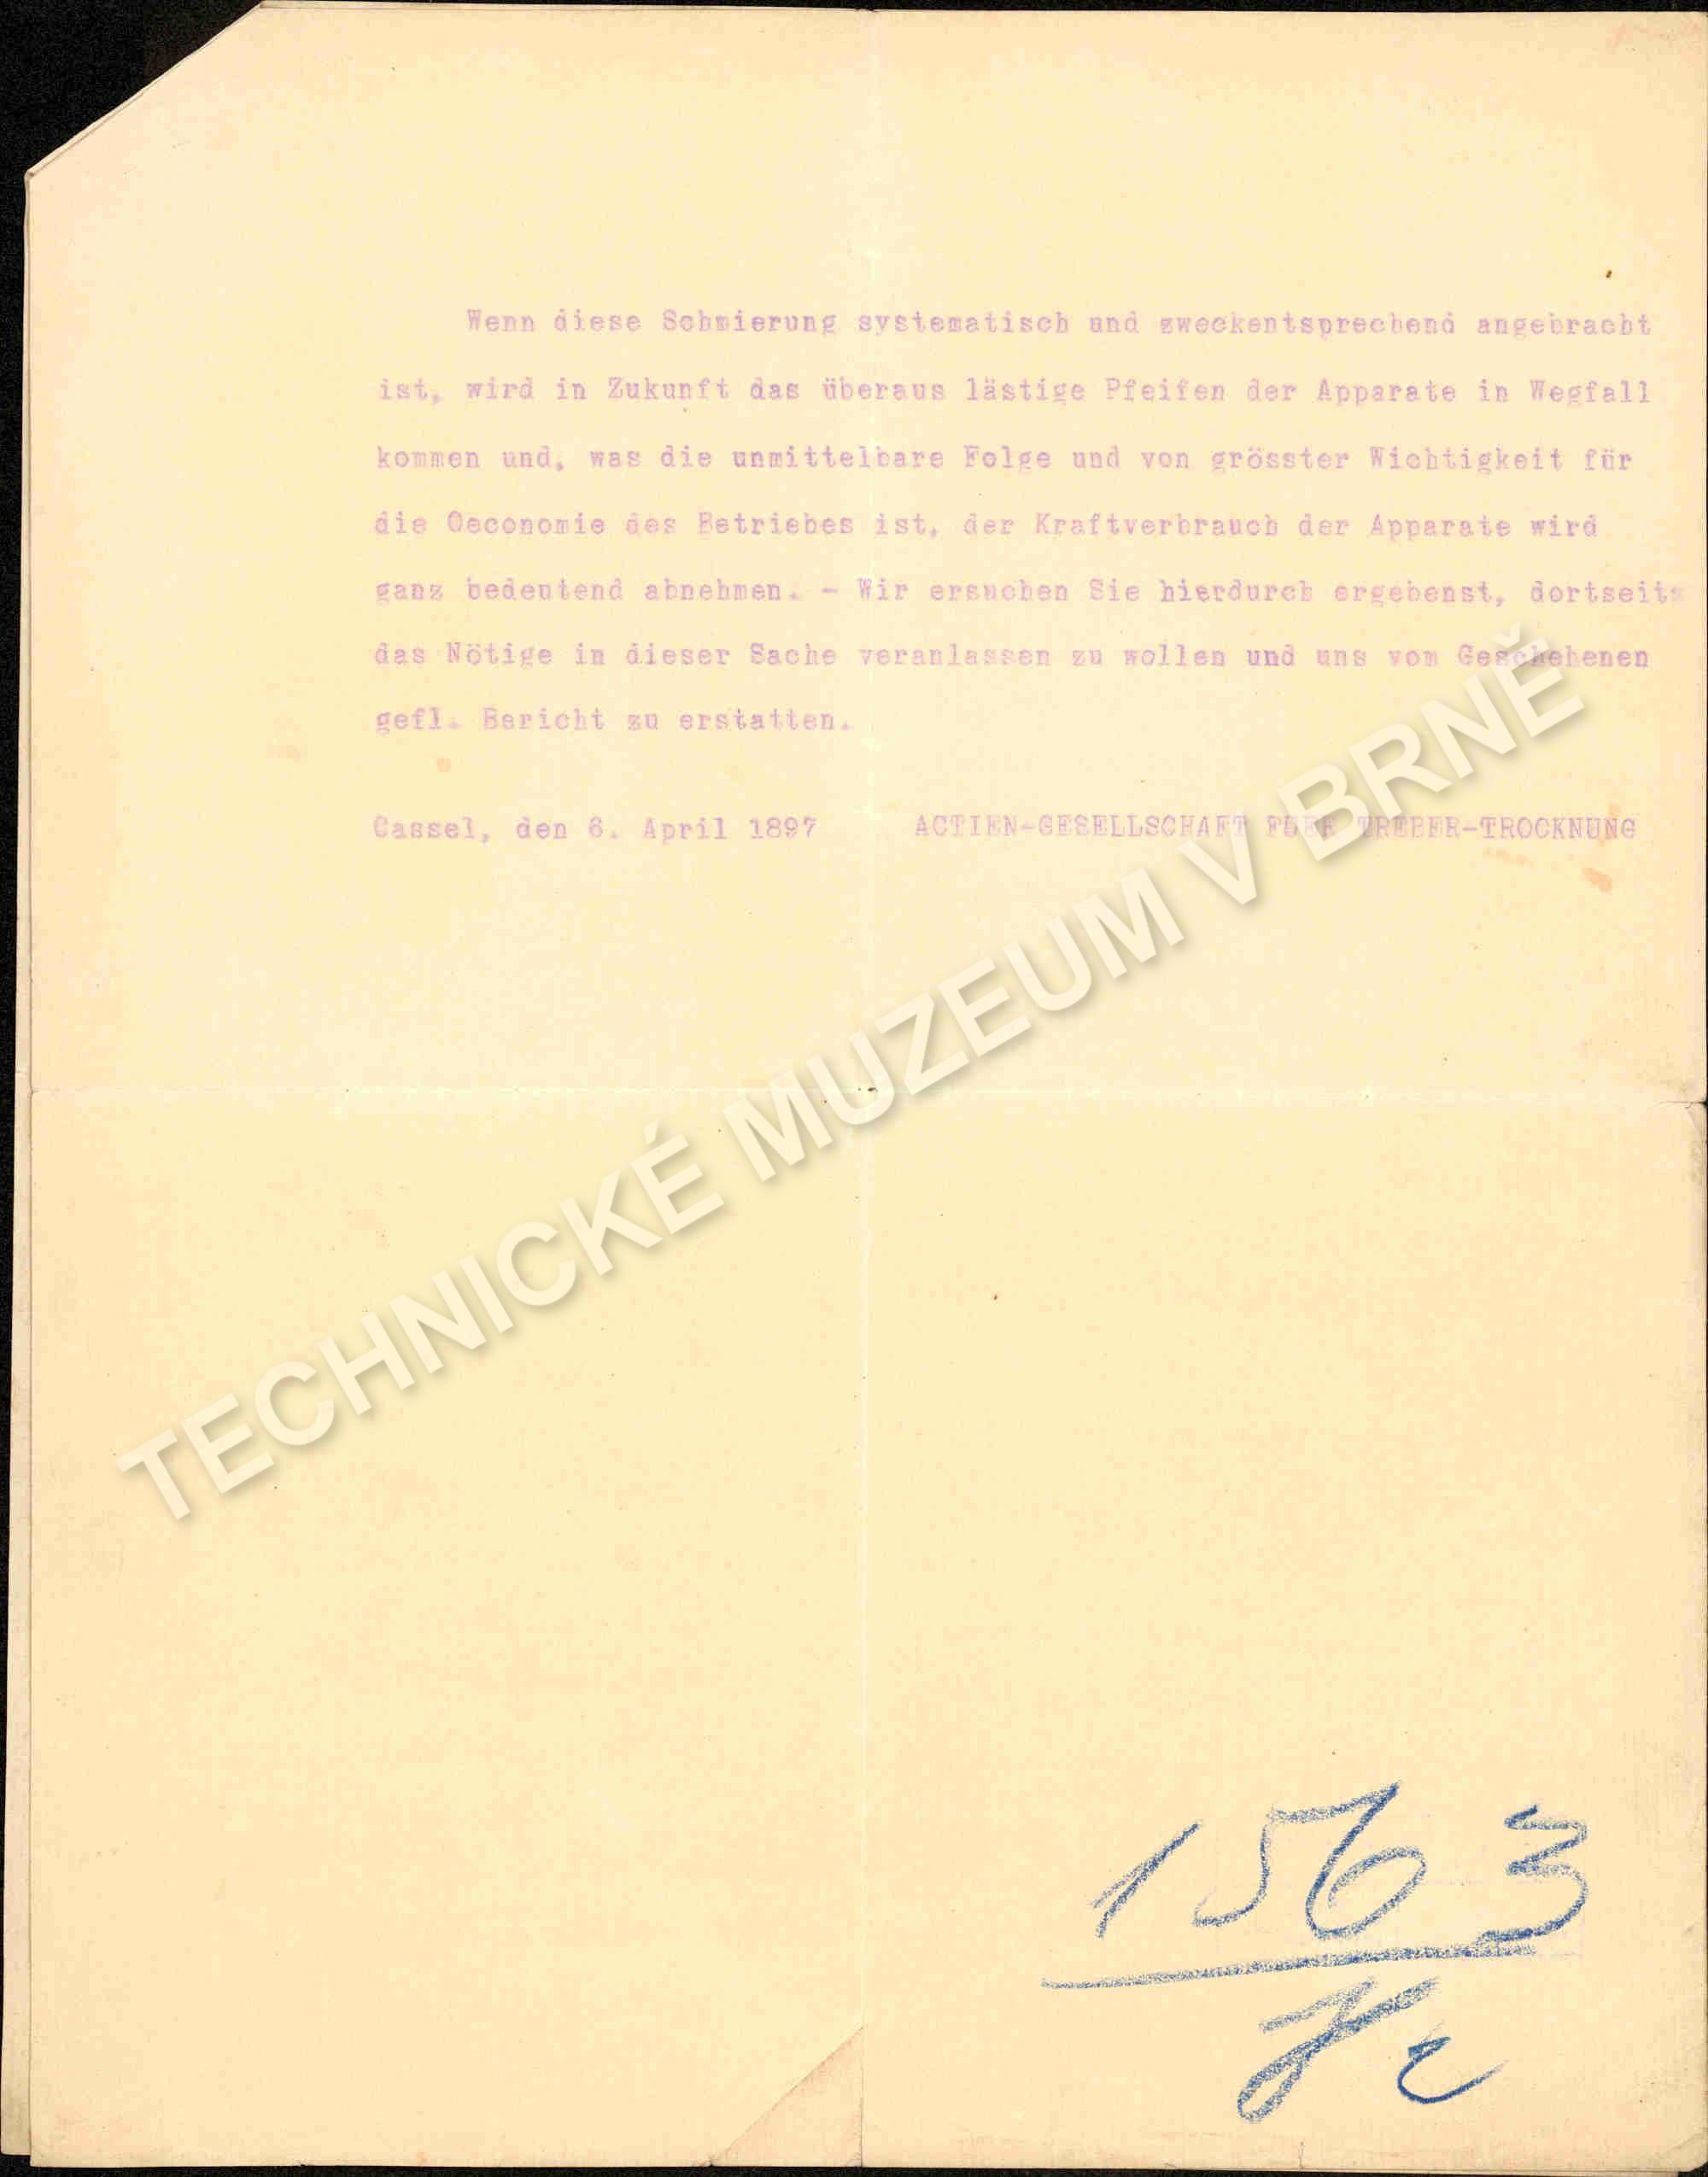 Wenn diese Schmierung systematisch und zweckentsprechend angebracht
ist, wird in Zukunft das überaus lästige Pfeifen der Apparate in Wegfall
kommen und, was die unmittelbare Folge und von grösster Wichtigkeit für
die Oeconomie des Betriebes ist, der Kraftverbrauch der Apparate wird
ganz bedeutend abnehmen. - Wir ersuchen Sie hierdurch ergebenst, dortseits
das Nötige in dieser Sache veranlassen zu wollen und uns vom Geschehenen
gefl. Bericht zu erstatten.
Cassel, den 6. April 1897 ACTIEN-GESELLSCHAFT FUER TREBER-TROCKNUNG
TECHNICKÉ MUZEUM V BRNĚ
1563